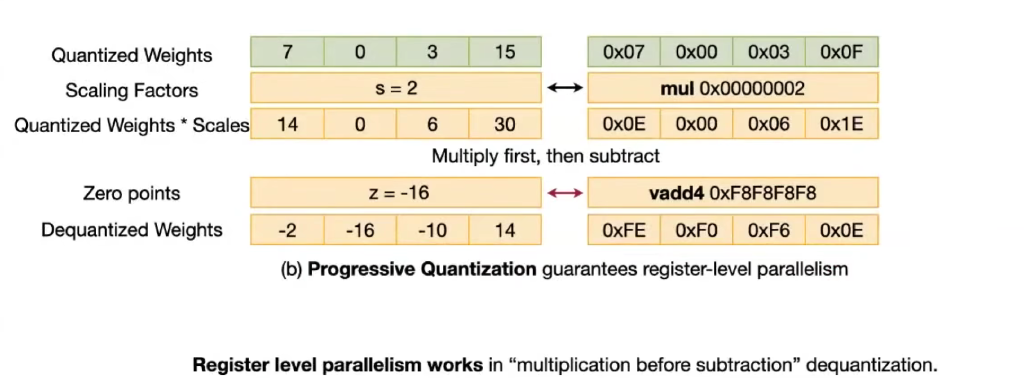 Quantized Weights 7 0 3 15 0x07 0x00 0x03 0x0F
Scaling Factors s = 2 mul 0x00000002
Quantized Weights * Scales 14 0 6 30 0x0E 0x00 0x06 0x1E
Multiply first, then subtract
Zero points z = -16 vadd4 0xF8F8F8F8
Dequantized Weights -2 -16 -10 14 0xFE 0xF0 0xF6 0x0E
(b) Progressive Quantization guarantees register-level parallelism
Register level parallelism works in “multiplication before subtraction” dequantization.